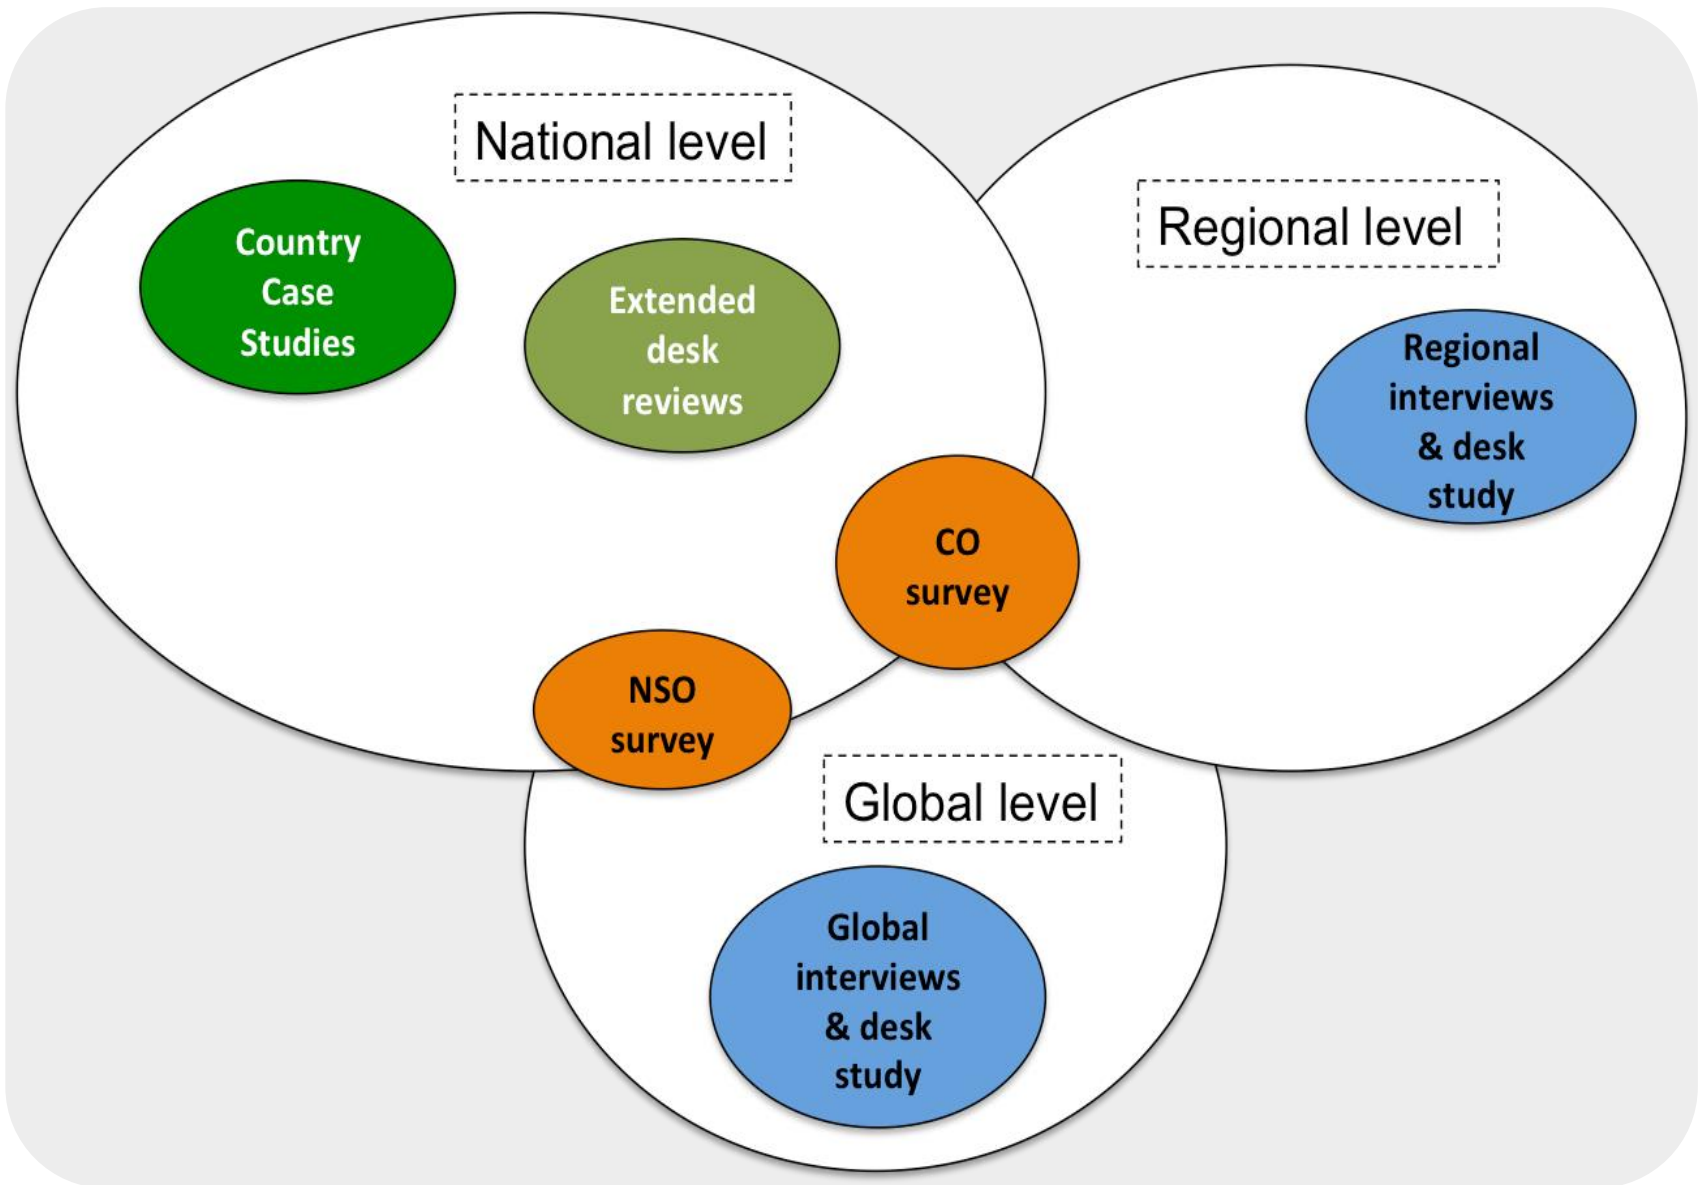 National level
Country
Case
Studies
Extended
desk
reviews
Regional level
Regional
interviews
& desk
study
CO
survey
NSO
survey
Global level
Global
interviews
& desk
study